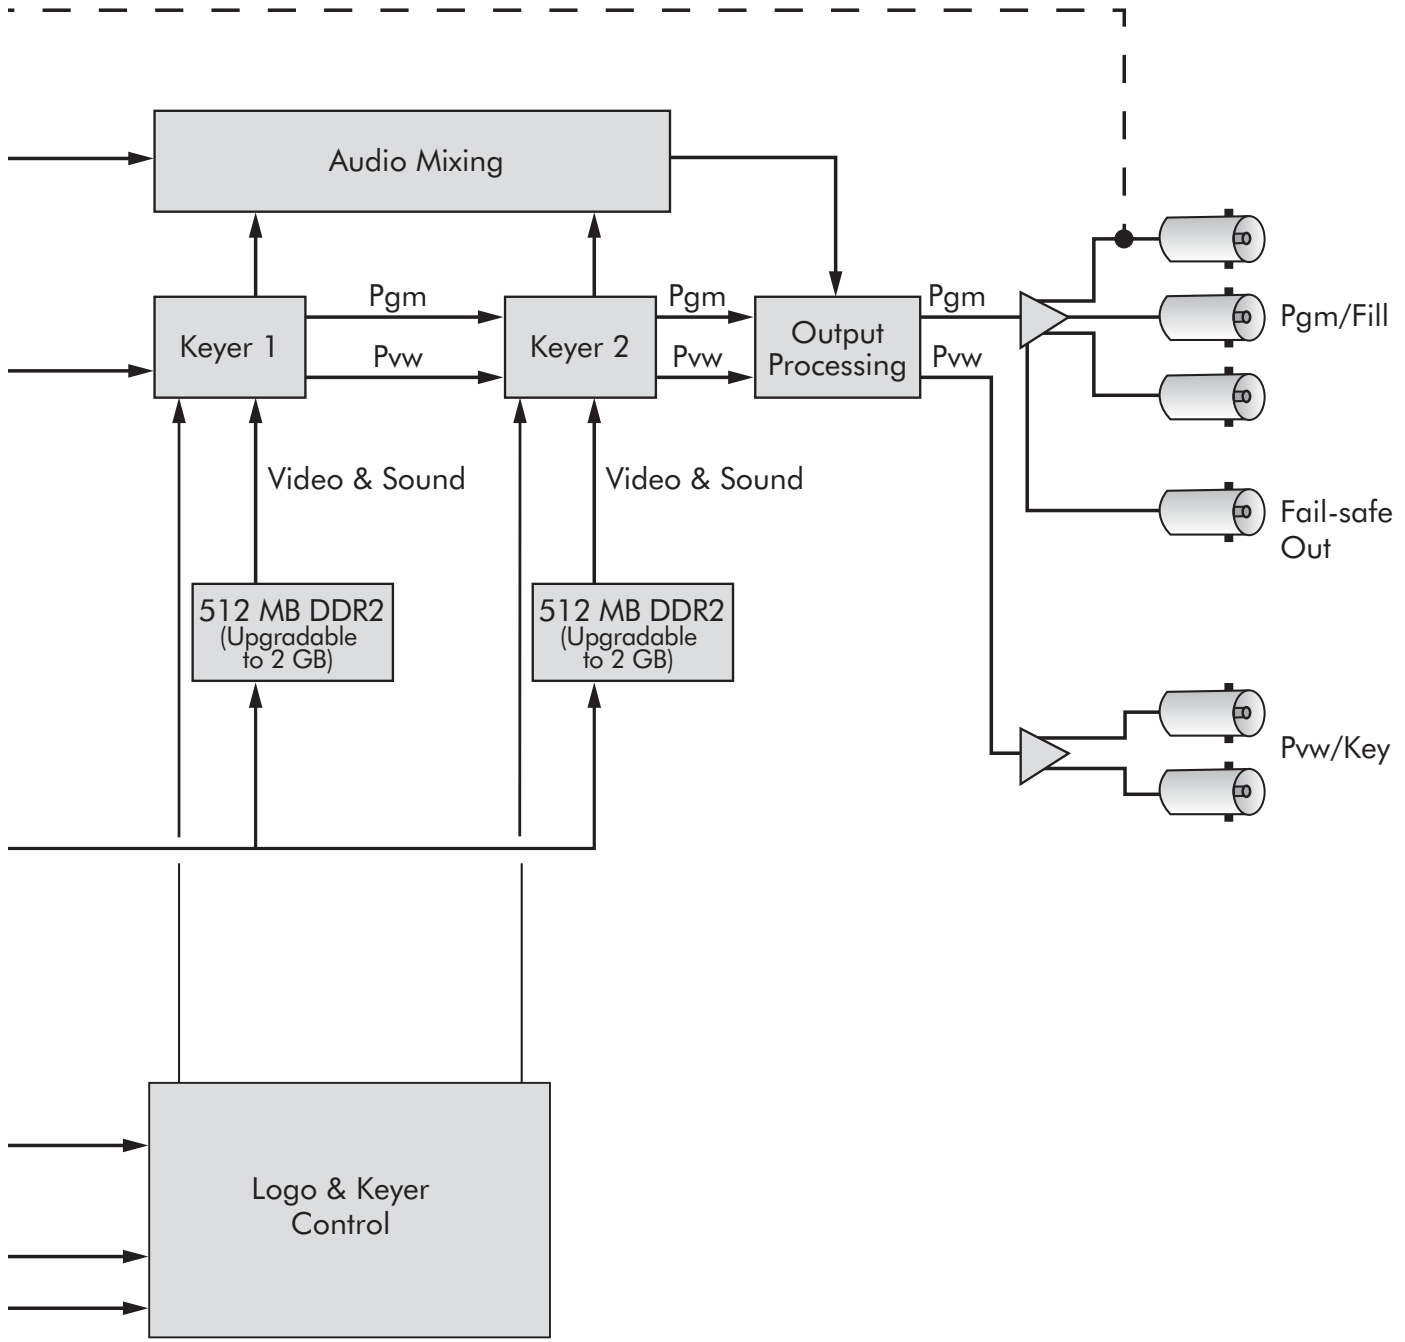 Audio Mixing
Pgm
Pgm
Pgm
Pgm/Fill
Keyer 1
Keyer 2
Output
Processing
Pvw
Pvw
Pvw
Video & Sound
Video & Sound
Fail-safe
Out
512 MB DDR2
(Upgradable
to 2 GB)
512 MB DDR2
(Upgradable
to 2 GB)
Pvw/Key
Logo & Keyer
Control